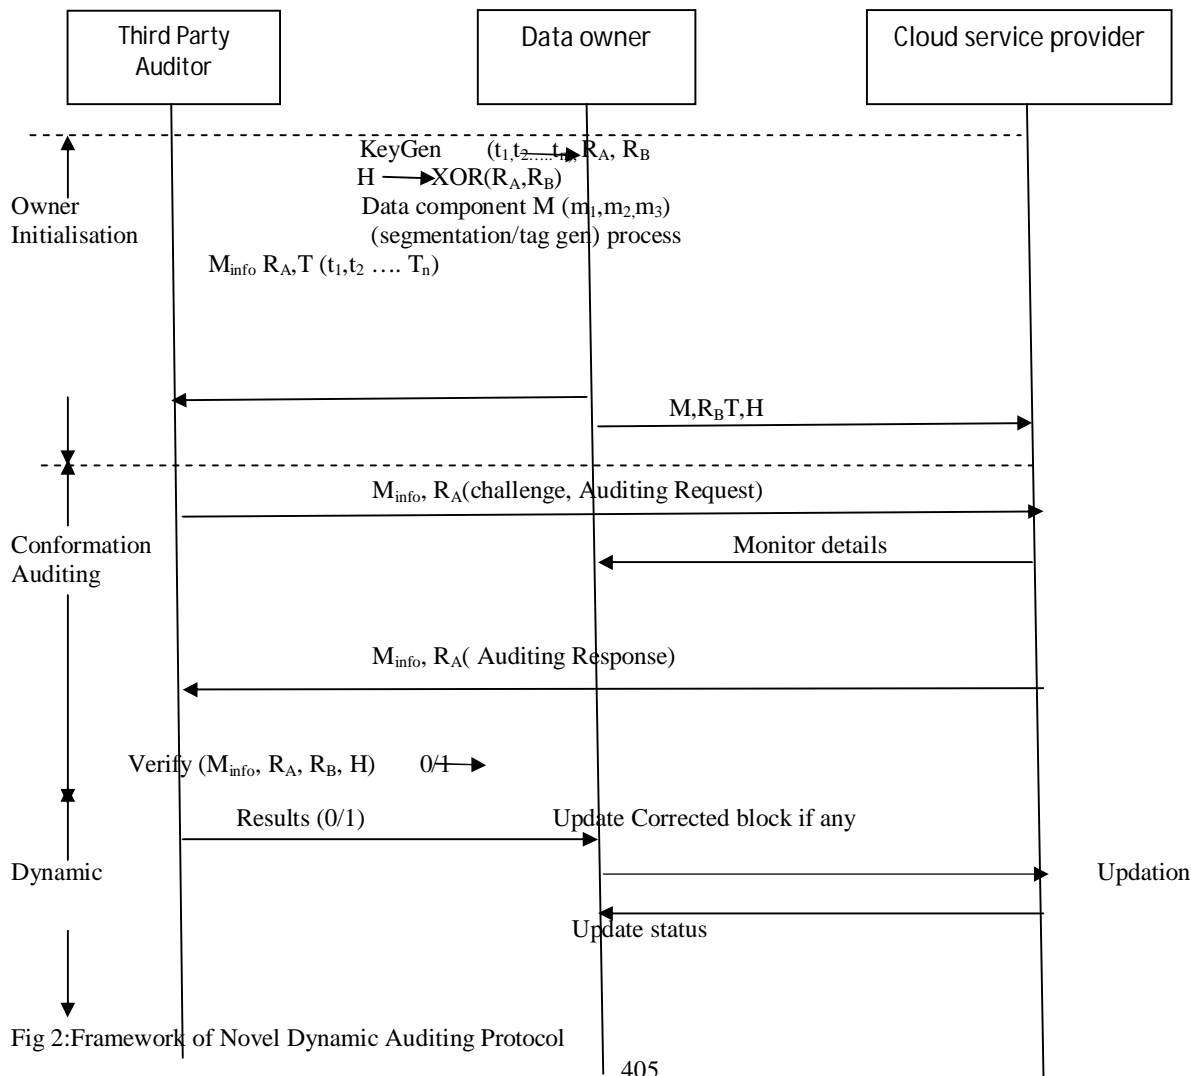 Third Party
Auditor
Data owner
Cloud service provider
KeyGen (t1,t2.....tn),RA, RB
H XOR(RA,RB)
Owner
Initialisation
Data component M (m1,m2,m3)
(segmentation/tag gen) process
Minfo RA,T (t1,t2 …. Tn)
M,RBT,H
Minfo, RA(challenge, Auditing Request)
Conformation
Auditing
Monitor details
Minfo, RA( Auditing Response)
Verify (Minfo, RA, RB, H) 0/1
Results (0/1)
Update Corrected block if any
Dynamic
Updation
Update status
Fig 2:Framework of Novel Dynamic Auditing Protocol
405